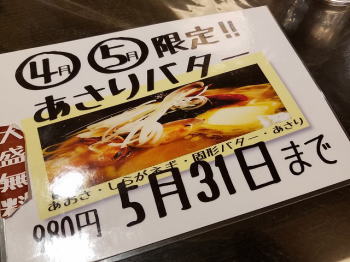 ④月 ⑤月 限定!!
あさりバター
大盛無料
あおさ・しらがネギ・固形バター・あさり
980円 5月31日まで